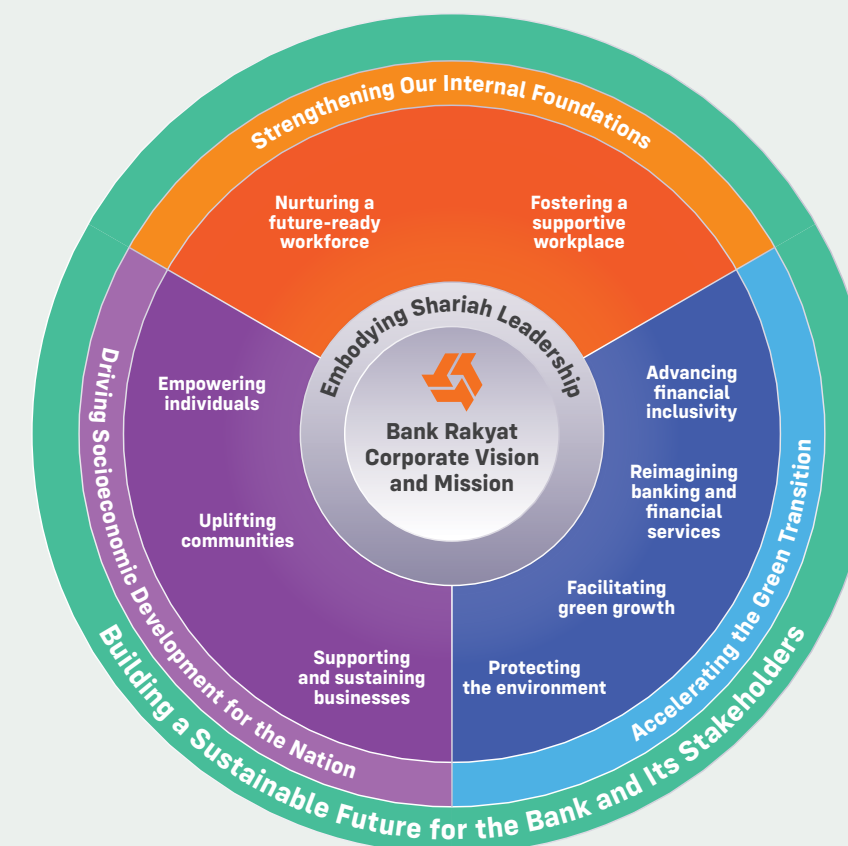 Strengthening Our Internal Foundations
Nurturing a
future-ready
workforce
Fostering a
supportive
workplace
Embodying Shariah Leadership
Bank Rakyat
Corporate Vision
and Mission
Driving Socioeconomic Development for the Nation
Empowering
individuals
Uplifting
communities
Supporting
and sustaining
businesses
Advancing
financial
inclusivity
Reimagining
banking and
financial
services
Facilitating
green growth
Protecting
the environment
Accelerating the Green Transition
Building a Sustainable Future for the Bank and Its Stakeholders